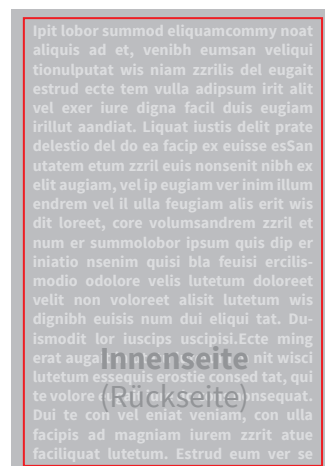 Ipit lobor summod eliquamcommy noat
aliquis ad et, venibh eumsan veliqui
tionulputat wis niam zzrilis del eugait
estrud ecte tem vulla adipsum irit alit
vel exer iure digna facil duis eugiam
irillut aandiat. Liquat iustis delit prate
delestio del do ea facip ex euisse esSan
utatem etum zzril euis nonsenit nibh ex
elit augiam, vel ip eugiam ver inim illum
endrem vel il ulla feugiam alis erit wis
dit loreet, core volumsandrem zzril et
num er summolobor ipsum quis dip er
iniatio nsenim quisi bla feuisi ercilis-
modio odolore velis lutetum doloreet
velit non voloreet alisit lutetum wis
dignibh euisis num dui eliqui tat. Du-
ismodit lor iuscips uscipisi.Ecte ming
erat nit wisci
Innenseite
lutetum essequis erostie consed tat, qui
te volore consequat.
(Rückseite)
Dui te con vel eniat veniam, con ulla
facipis ad magniam iurem zzrit atue
faciliquat lutetum. Estrud eum ver se